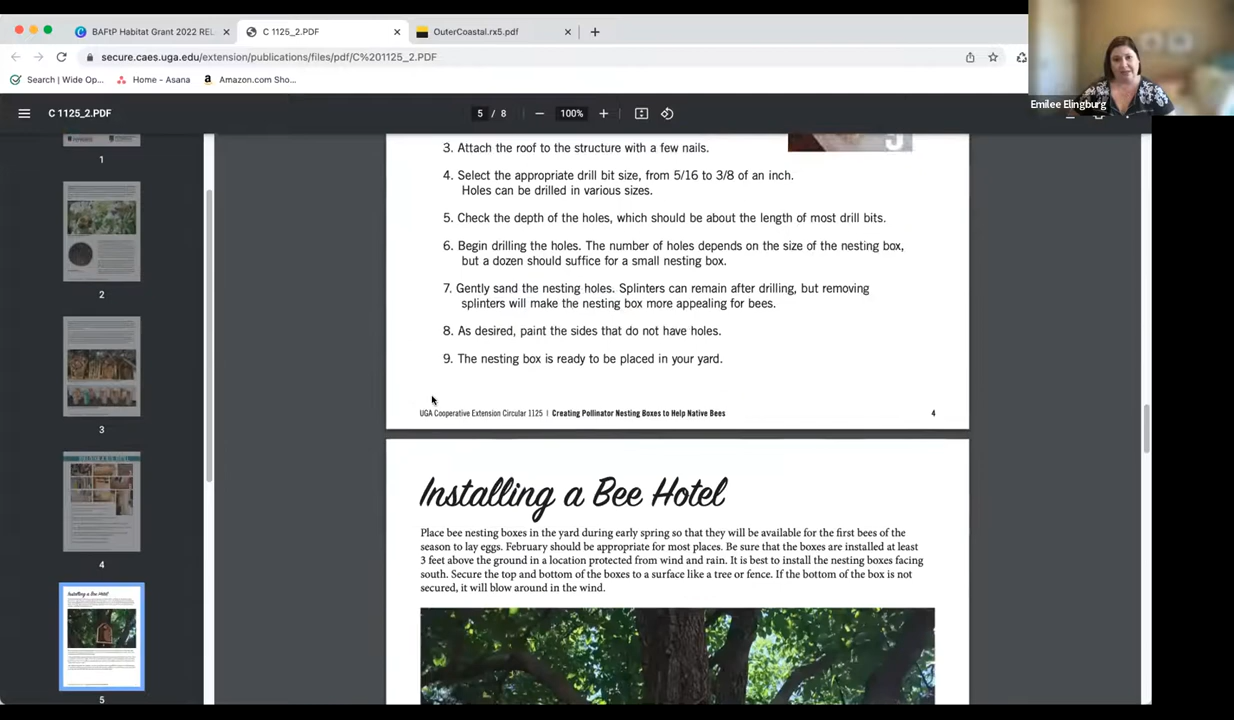 BAFtP Habitat Grant 2022 REL
C 1125_2.PDF
OuterCoastal.rx5.pdf
secure.caes.uga.edu/extension/publications/files/pdf/C%201125_2.PDF
Search | Wide Op...
Home - Asana
Amazon.com Sho...
Emilee Elingburg
C 1125_2.PDF
5 / 8
100%
1
2
3
4
5
3. Attach the roof to the structure with a few nails.
4. Select the appropriate drill bit size, from 5/16 to 3/8 of an inch.
Holes can be drilled in various sizes.
5. Check the depth of the holes, which should be about the length of most drill bits.
6. Begin drilling the holes. The number of holes depends on the size of the nesting box,
but a dozen should suffice for a small nesting box.
7. Gently sand the nesting holes. Splinters can remain after drilling, but removing
splinters will make the nesting box more appealing for bees.
8. As desired, paint the sides that do not have holes.
9. The nesting box is ready to be placed in your yard.
UGA Cooperative Extension Circular 1125 | Creating Pollinator Nesting Boxes to Help Native Bees 4
Installing a Bee Hotel
Place bee nesting boxes in the yard during early spring so that they will be available for the first bees of the
season to lay eggs. February should be appropriate for most places. Be sure that the boxes are installed at least
3 feet above the ground in a location protected from wind and rain. It is best to install the nesting boxes facing
south. Secure the top and bottom of the boxes to a surface like a tree or fence. If the bottom of the box is not
secured, it will blow around in the wind.
Installing a Bee Hotel